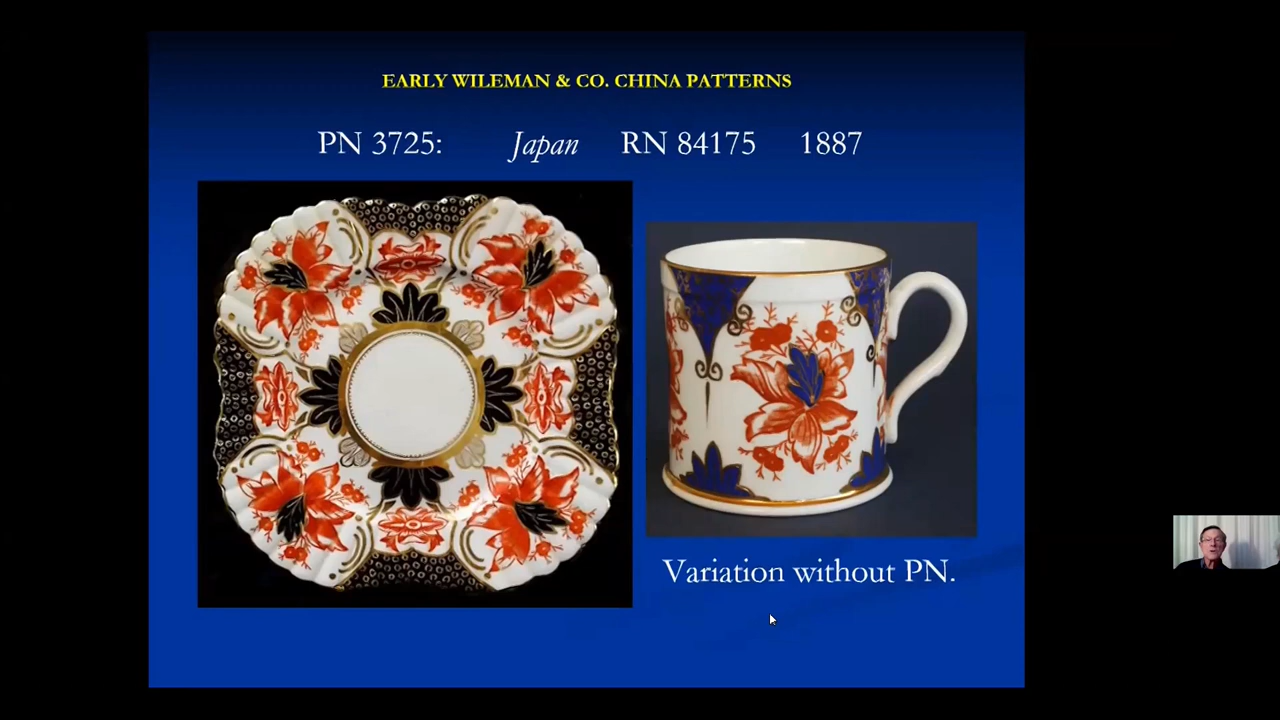 EARLY WILEMAN & CO. CHINA PATTERNS
PN 3725: Japan RN 84175 1887
Variation without PN.